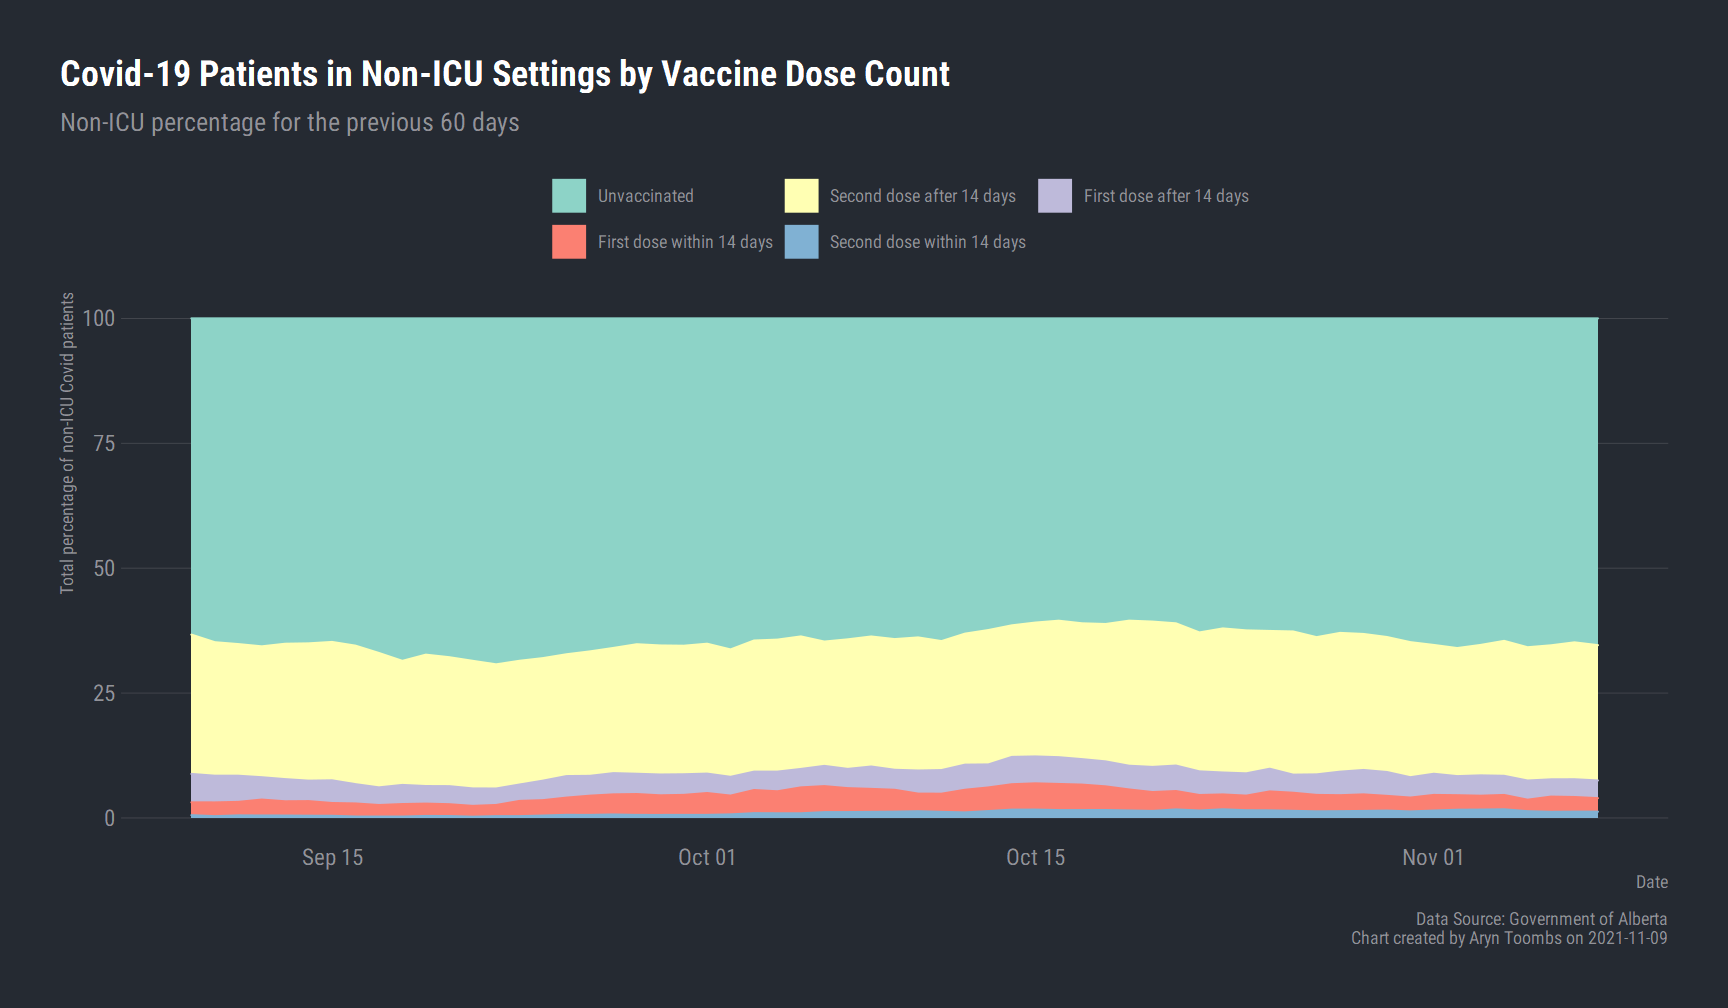 Covid-19 Patients in Non-ICU Settings by Vaccine Dose Count
Non-ICU percentage for the previous 60 days
Unvaccinated
Second dose after 14 days
First dose after 14 days
First dose within 14 days
Second dose within 14 days
Total percentage of non-ICU Covid patients
100
75
50
25
0
Sep 15
Oct 01
Oct 15
Nov 01
Date
Data Source: Government of Alberta
Chart created by Aryn Toombs on 2021-11-09